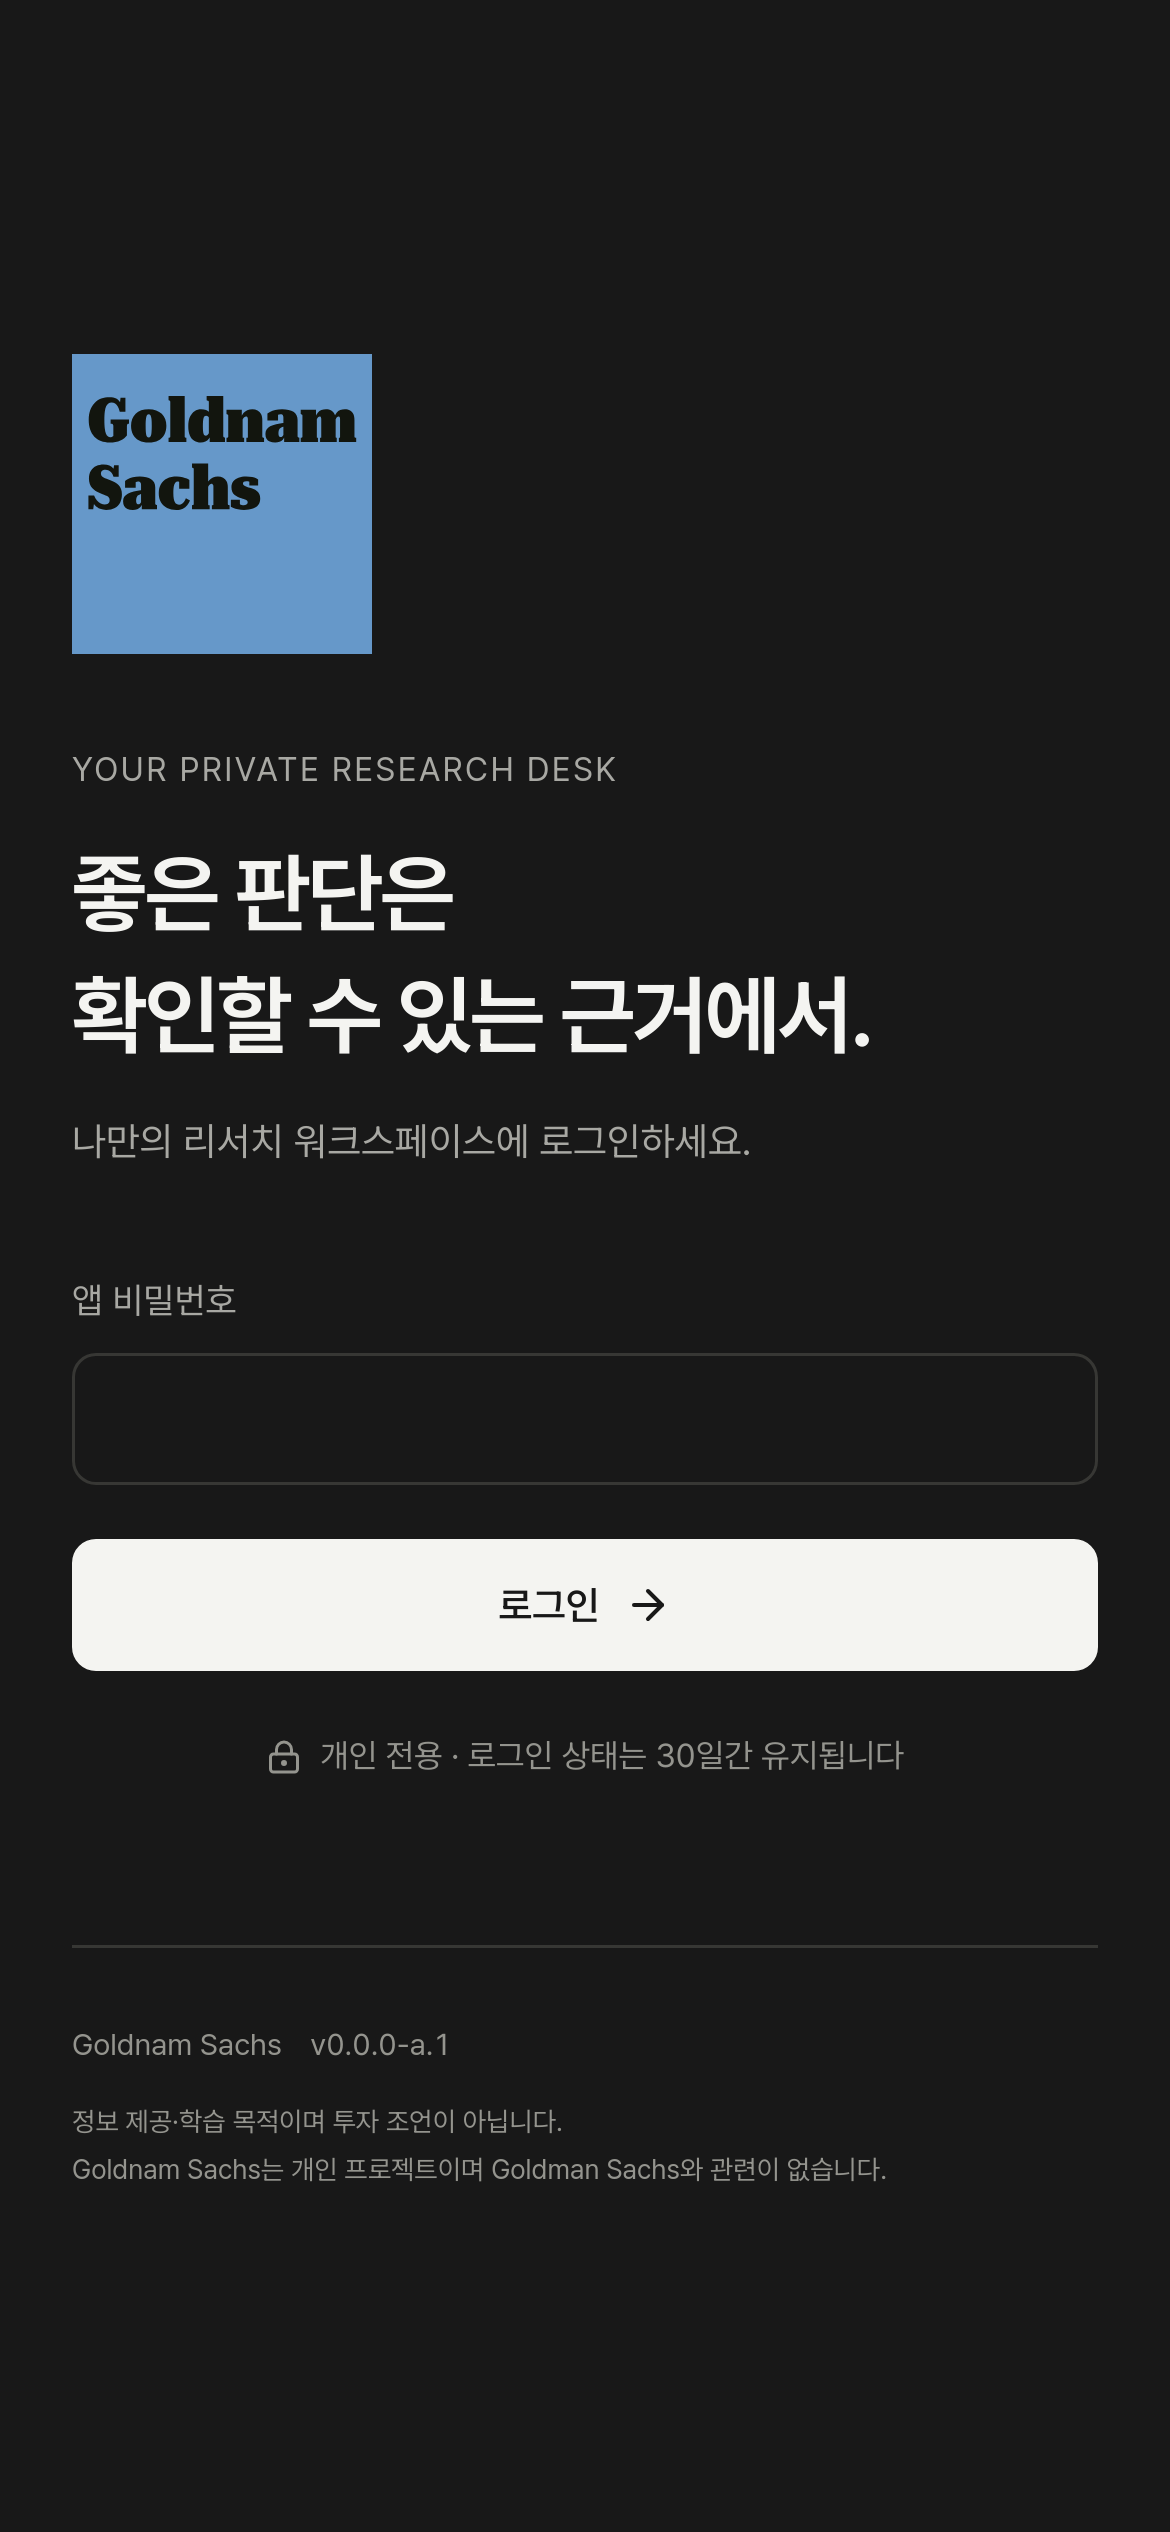 Goldnam
Sachs
YOUR PRIVATE RESEARCH DESK
좋은 판단은
확인할 수 있는 근거에서.
나만의 리서치 워크스페이스에 로그인하세요.
앱 비밀번호
로그인 →
개인 전용 · 로그인 상태는 30일간 유지됩니다
Goldnam Sachs v0.0.0-a.1
정보 제공·학습 목적이며 투자 조언이 아닙니다.
Goldnam Sachs는 개인 프로젝트이며 Goldman Sachs와 관련이 없습니다.